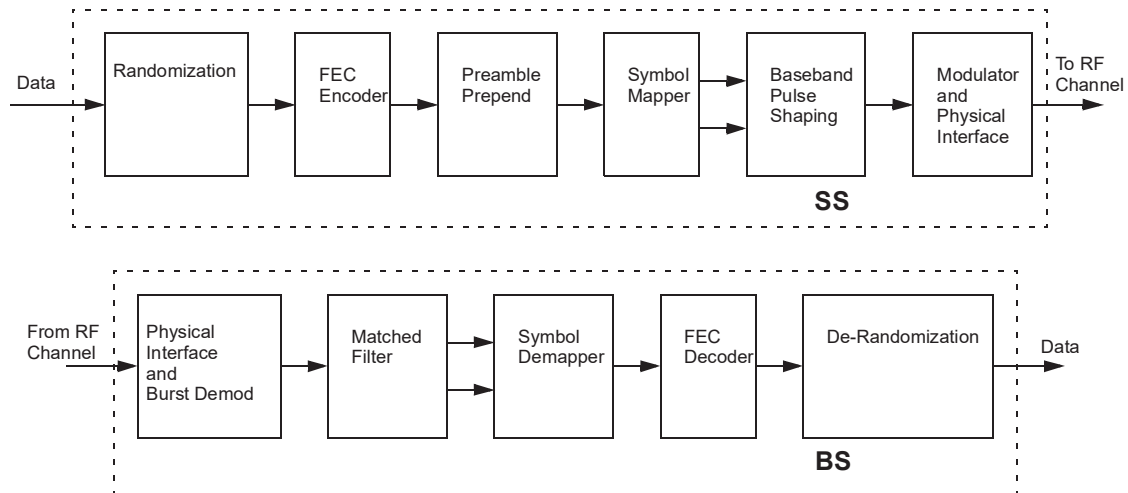 Data
Randomization
FEC
Encoder
Preamble
Prepend
Symbol
Mapper
Baseband
Pulse
Shaping
Modulator
and
Physical
Interface
To RF
Channel
SS
From RF
Channel
Physical
Interface
and
Burst Demod
Matched
Filter
Symbol
Demapper
FEC
Decoder
De-Randomization
Data
BS